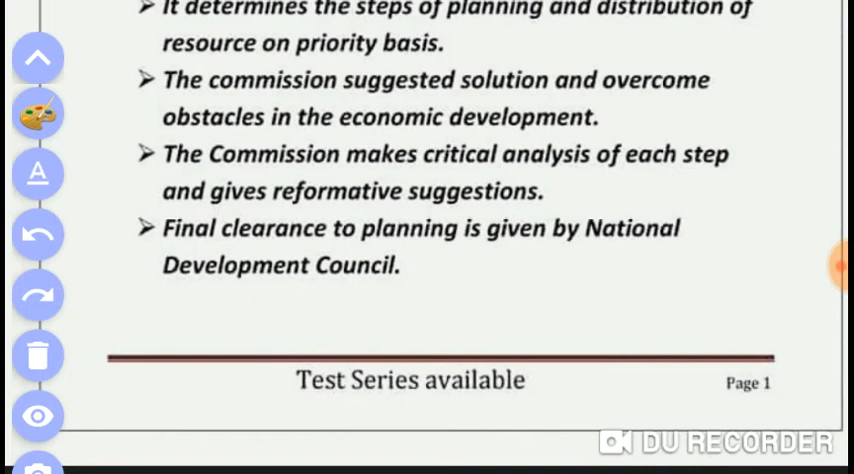 ➢ It determines the steps of planning and distribution of
resource on priority basis.
➢ The commission suggested solution and overcome
obstacles in the economic development.
➢ The Commission makes critical analysis of each step
and gives reformative suggestions.
➢ Final clearance to planning is given by National
Development Council.
Test Series available
Page 1
DU RECORDER
A